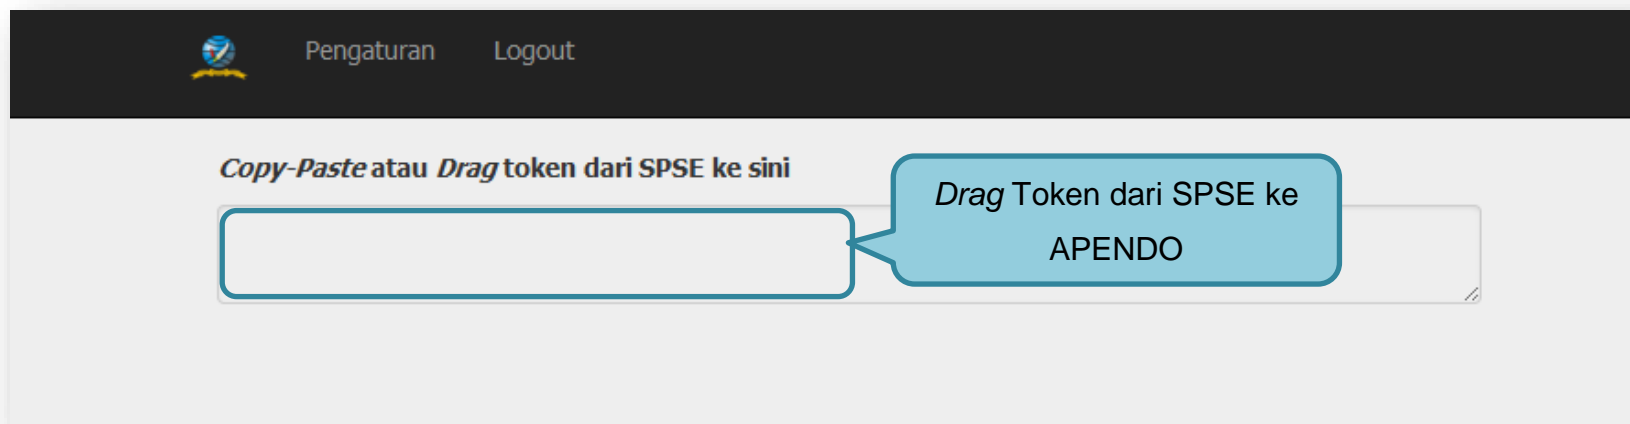 Pengaturan Logout
Copy-Paste atau Drag token dari SPSE ke sini
Drag Token dari SPSE ke
APENDO